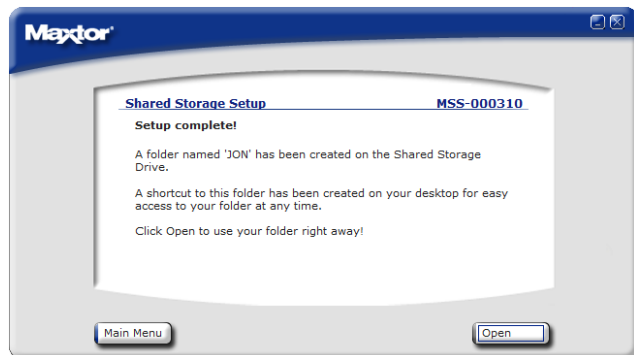 Maxtor
Shared Storage Setup MSS-000310
Setup complete!
A folder named 'JON' has been created on the Shared Storage
Drive.
A shortcut to this folder has been created on your desktop for easy
access to your folder at any time.
Click Open to use your folder right away!
Main Menu Open